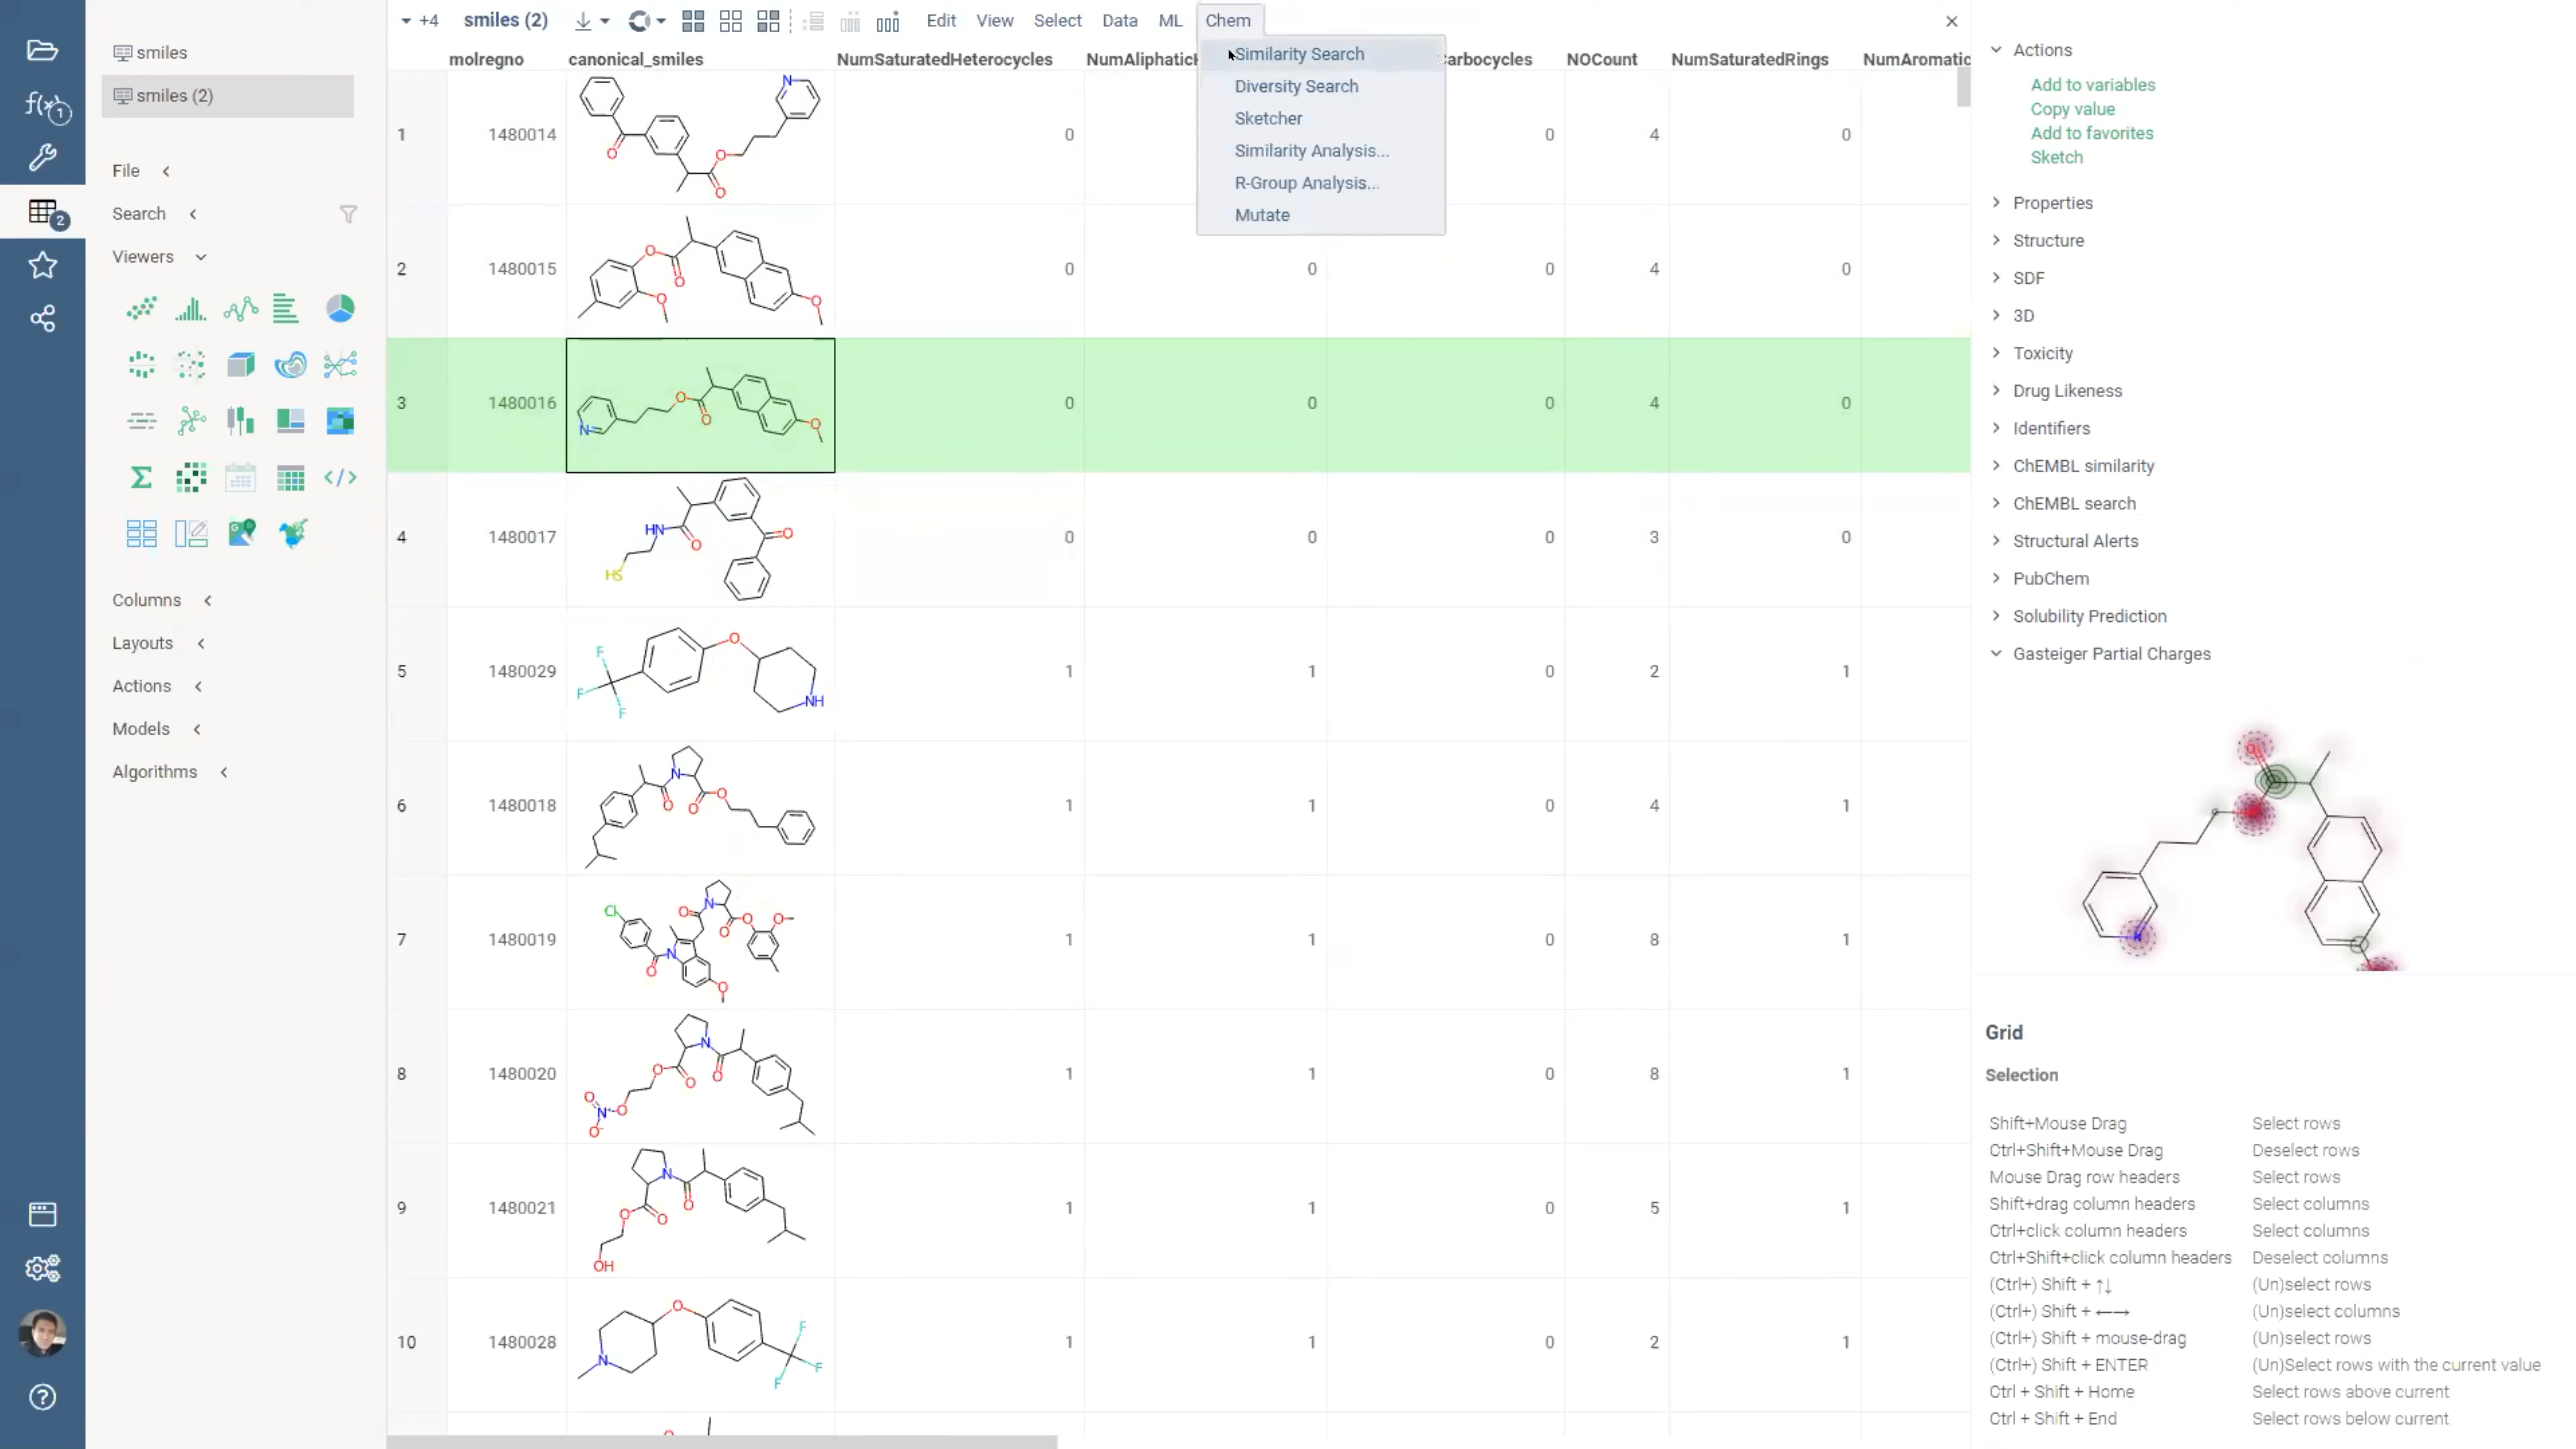 +4 smiles (2) Edit View Select Data ML Chem
smiles
smiles (2)
f(x) 1
2
File
Search
Viewers
Columns
Layouts
Actions
Models
Algorithms
Similarity Search
Diversity Search
Sketcher
Similarity Analysis...
R-Group Analysis...
Mutate
molregno canonical_smiles NumSaturatedHeterocycles NumAliphaticH arbocycles NOCount NumSaturatedRings NumAromatic
1 1480014 N O O O 0 0 4 0
2 1480015 O O O O 0 0 0 4 0
3 1480016 N O O O 0 0 0 4 0
4 1480017 HN O O HS 0 0 0 3 0
5 1480029 F F F O NH 1 1 0 2 1
6 1480018 N O O O 1 1 0 4 1
7 1480019 Cl O N O O O N O O 1 1 0 8 1
8 1480020 N O O O O N+ O O- 1 1 0 8 1
9 1480021 N O O O OH 1 1 0 5 1
10 1480028 O N F F F 1 1 0 2 1
Actions
Add to variables
Copy value
Add to favorites
Sketch
Properties
Structure
SDF
3D
Toxicity
Drug Likeness
Identifiers
ChEMBL similarity
ChEMBL search
Structural Alerts
PubChem
Solubility Prediction
Gasteiger Partial Charges
Grid
Selection
Shift+Mouse Drag Select rows
Ctrl+Shift+Mouse Drag Deselect rows
Mouse Drag row headers Select rows
Shift+drag column headers Select columns
Ctrl+click column headers Select columns
Ctrl+Shift+click column headers Deselect columns
(Ctrl+) Shift + ↑↓ (Un)select rows
(Ctrl+) Shift + ←→ (Un)select columns
(Ctrl+) Shift + mouse-drag (Un)select rows
(Ctrl+) Shift + ENTER (Un)Select rows with the current value
Ctrl + Shift + Home Select rows above current
Ctrl + Shift + End Select rows below current